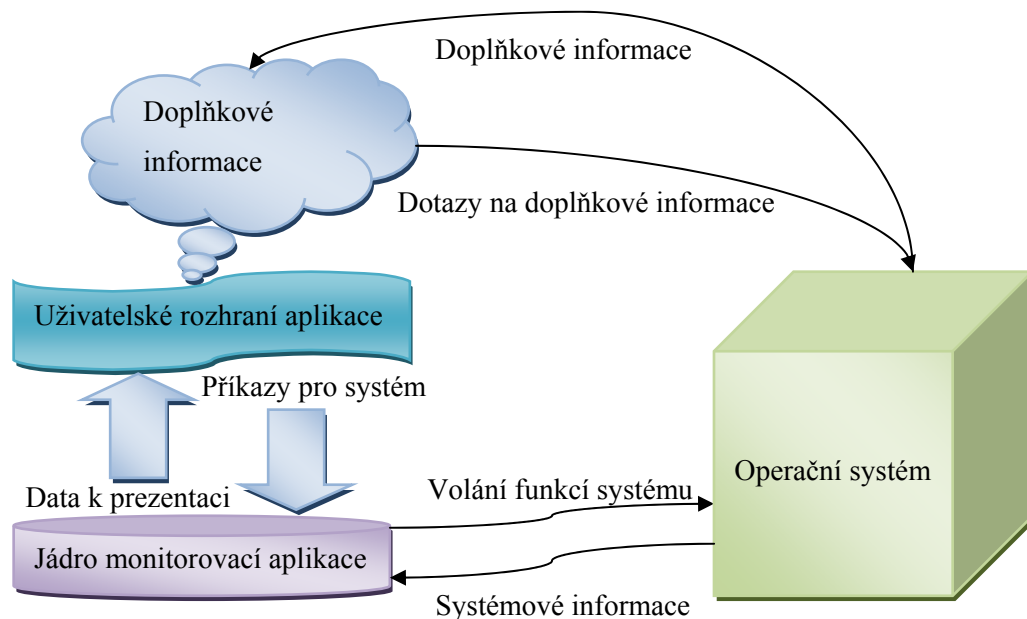 Doplňkové informace
Doplňkové
informace
Dotazy na doplňkové informace
Uživatelské rozhraní aplikace
Příkazy pro systém
Operační systém
Data k prezentaci
Volání funkcí systému
Jádro monitorovací aplikace
Systémové informace